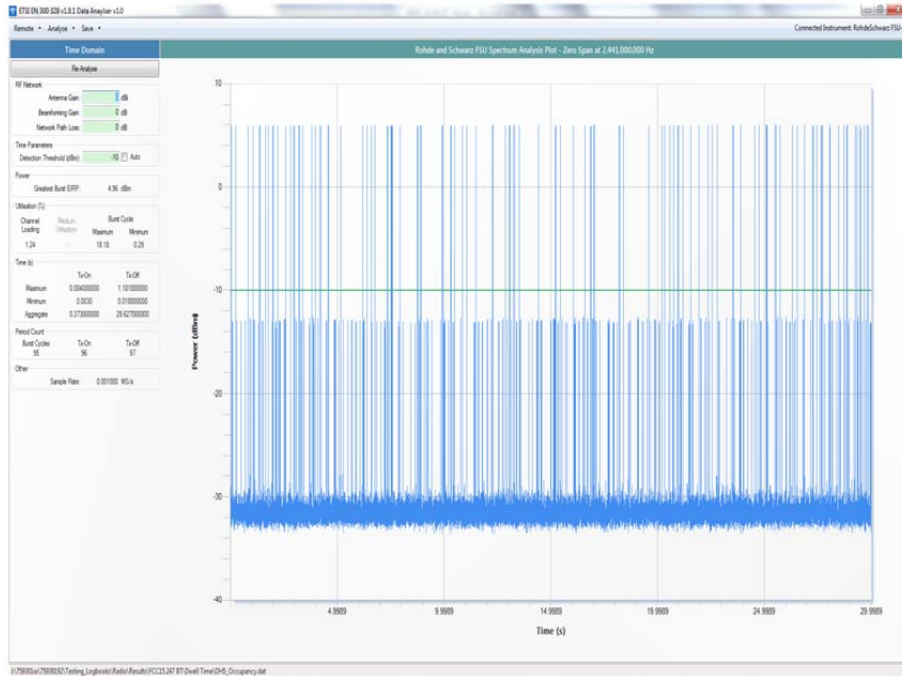 ETSI EN 300 328 v1.8.1 Data Analyser v1.0
Remote Analyse Save Connected Instrument: RohdeSchwarz FSU-
Time Domain
Rohde and Schwarz FSU Spectrum Analysis Plot - Zero Span at 2,441,000,000 Hz
Re-Analyse
RF Network
Antenna Gain: dBi
Beamforming Gain: 0 dB
Network Path Loss: 0 dB
Time Parameters
Detection Threshold (dBm): -10 Auto
Power
Greatest Burst EIRP: 4.96 dBm
Utilisation (%)
Channel Loading
Medium Utilisation
Burst Cycle
Maximum Minimum
1.24 18.18 0.29
Time (s)
Tx-On Tx-Off
Maximum 0.004000000 1.181000000
Minimum 0.0030 0.018000000
Aggregate 0.373000000 29.627000000
Period Count
Burst Cycles Tx-On Tx-Off
95 96 97
Other
Sample Rate: 0.001000 MS/s
Power (dBm)
10
0
-10
-20
-30
-40
4.9989 9.9989 14.9989 19.9989 24.9989 29.9989
Time (s)